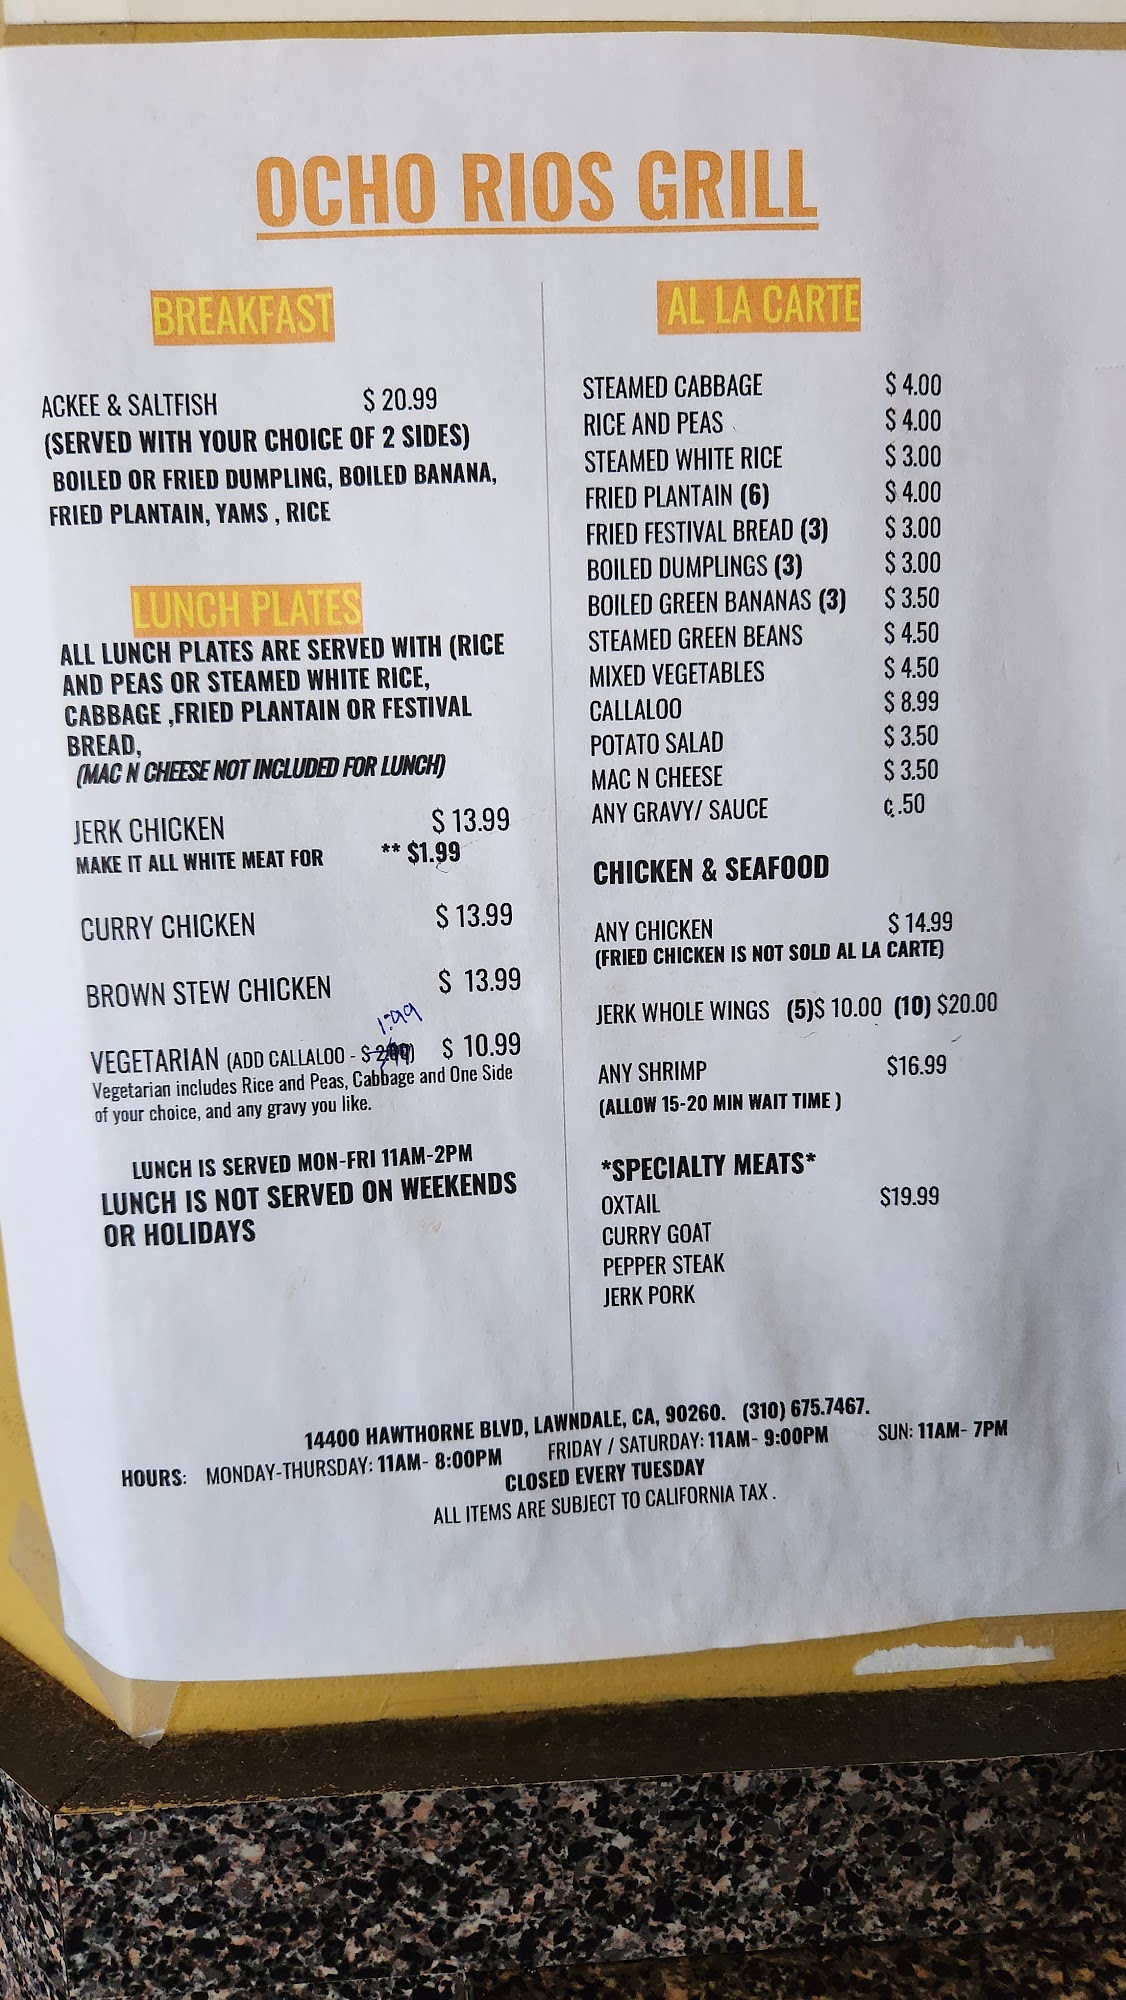 OCHO RIOS GRILL
BREAKFAST
ACKEE & SALTFISH $ 20.99
(SERVED WITH YOUR CHOICE OF 2 SIDES)
BOILED OR FRIED DUMPLING, BOILED BANANA,
FRIED PLANTAIN, YAMS , RICE
LUNCH PLATES
ALL LUNCH PLATES ARE SERVED WITH (RICE
AND PEAS OR STEAMED WHITE RICE,
CABBAGE ,FRIED PLANTAIN OR FESTIVAL
BREAD,
(MAC N CHEESE NOT INCLUDED FOR LUNCH)
JERK CHICKEN $ 13.99
MAKE IT ALL WHITE MEAT FOR ** $1.99
CURRY CHICKEN $ 13.99
BROWN STEW CHICKEN $ 13.99
1.99
VEGETARIAN (ADD CALLALOO - $ ) $ 10.99
Vegetarian includes Rice and Peas, Cabbage and One Side
of your choice, and any gravy you like.
LUNCH IS SERVED MON-FRI 11AM-2PM
LUNCH IS NOT SERVED ON WEEKENDS
OR HOLIDAYS
AL LA CARTE
STEAMED CABBAGE $ 4.00
RICE AND PEAS $ 4.00
STEAMED WHITE RICE $ 3.00
FRIED PLANTAIN (6) $ 4.00
FRIED FESTIVAL BREAD (3) $ 3.00
BOILED DUMPLINGS (3) $ 3.00
BOILED GREEN BANANAS (3) $ 3.50
STEAMED GREEN BEANS $ 4.50
MIXED VEGETABLES $ 4.50
CALLALOO $ 8.99
POTATO SALAD $ 3.50
MAC N CHEESE $ 3.50
ANY GRAVY/ SAUCE ¢.50
CHICKEN & SEAFOOD
ANY CHICKEN $ 14.99
(FRIED CHICKEN IS NOT SOLD AL LA CARTE)
JERK WHOLE WINGS (5)$ 10.00 (10) $20.00
ANY SHRIMP $16.99
(ALLOW 15-20 MIN WAIT TIME )
*SPECIALTY MEATS*
OXTAIL $19.99
CURRY GOAT
PEPPER STEAK
JERK PORK
14400 HAWTHORNE BLVD, LAWNDALE, CA, 90260. (310) 675.7467.
HOURS: MONDAY-THURSDAY: 11AM- 8:00PM FRIDAY / SATURDAY: 11AM- 9:00PM SUN: 11AM- 7PM
CLOSED EVERY TUESDAY
ALL ITEMS ARE SUBJECT TO CALIFORNIA TAX .